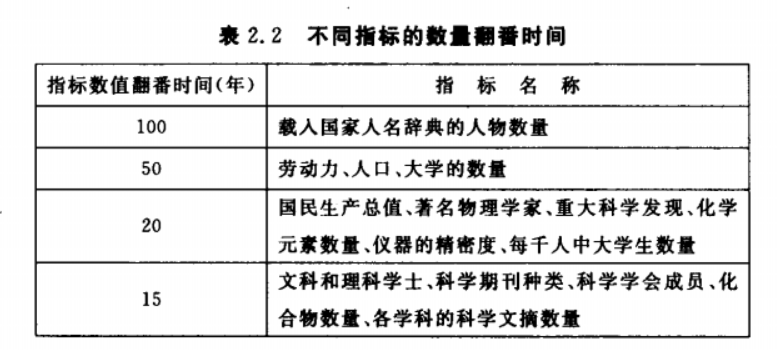 表 2.2 不同指标的数量翻番时间
指标数值翻番时间(年) 指 标 名 称
100 载入国家人名辞典的人物数量
50 劳动力、人口、大学的数量
国民生产总值、著名物理学家、重大科学发现、化学
20
元素数量、仪器的精密度、每千人中大学生数量
文科和理科学士、科学期刊种类、科学学会成员、化
15
合物数量、各学科的科学文摘数量